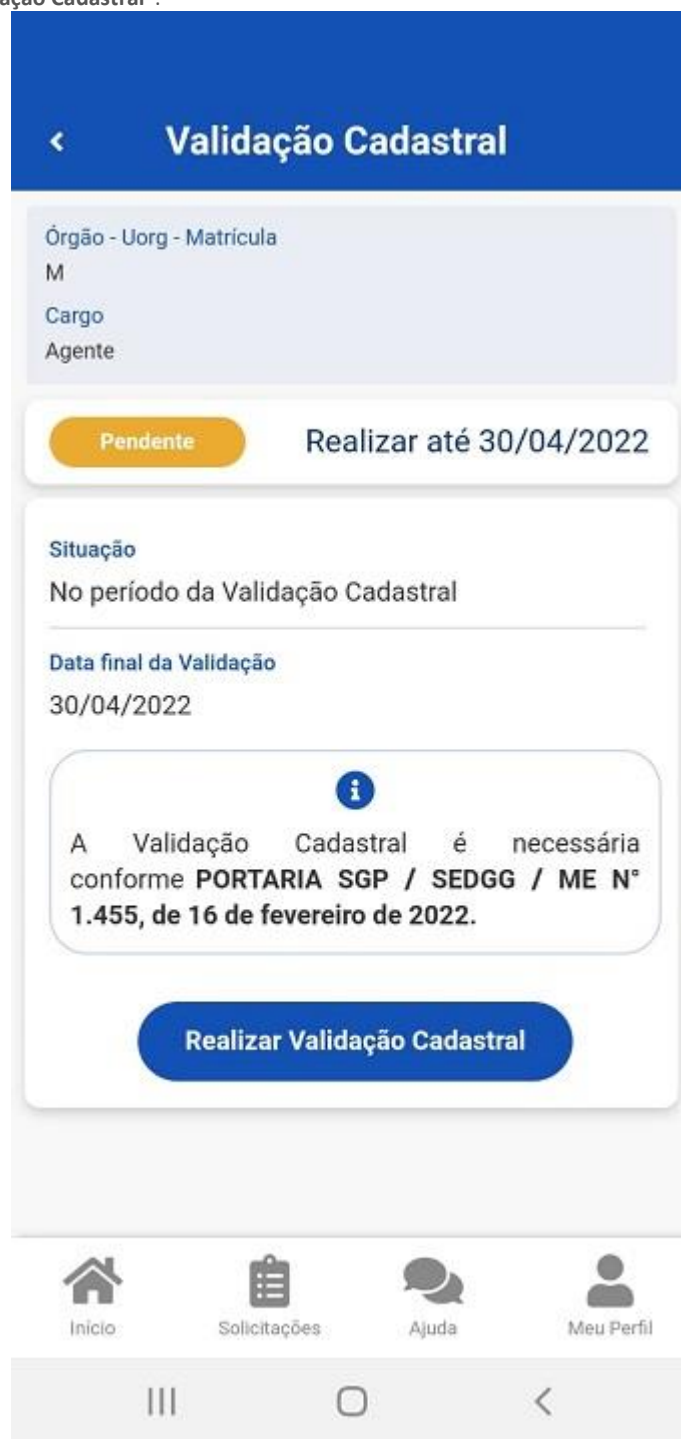 ação Cadastral".
Validação Cadastral
Órgão - Uorg - Matrícula
M
Cargo
Agente
Pendente
Realizar até 30/04/2022
Situação
No período da Validação Cadastral
Data final da Validação
30/04/2022
A Validação Cadastral é necessária
conforme PORTARIA SGP / SEDGG / ME N°
1.455, de 16 de fevereiro de 2022.
Realizar Validação Cadastral
Início
Solicitações
Ajuda
Meu Perfil